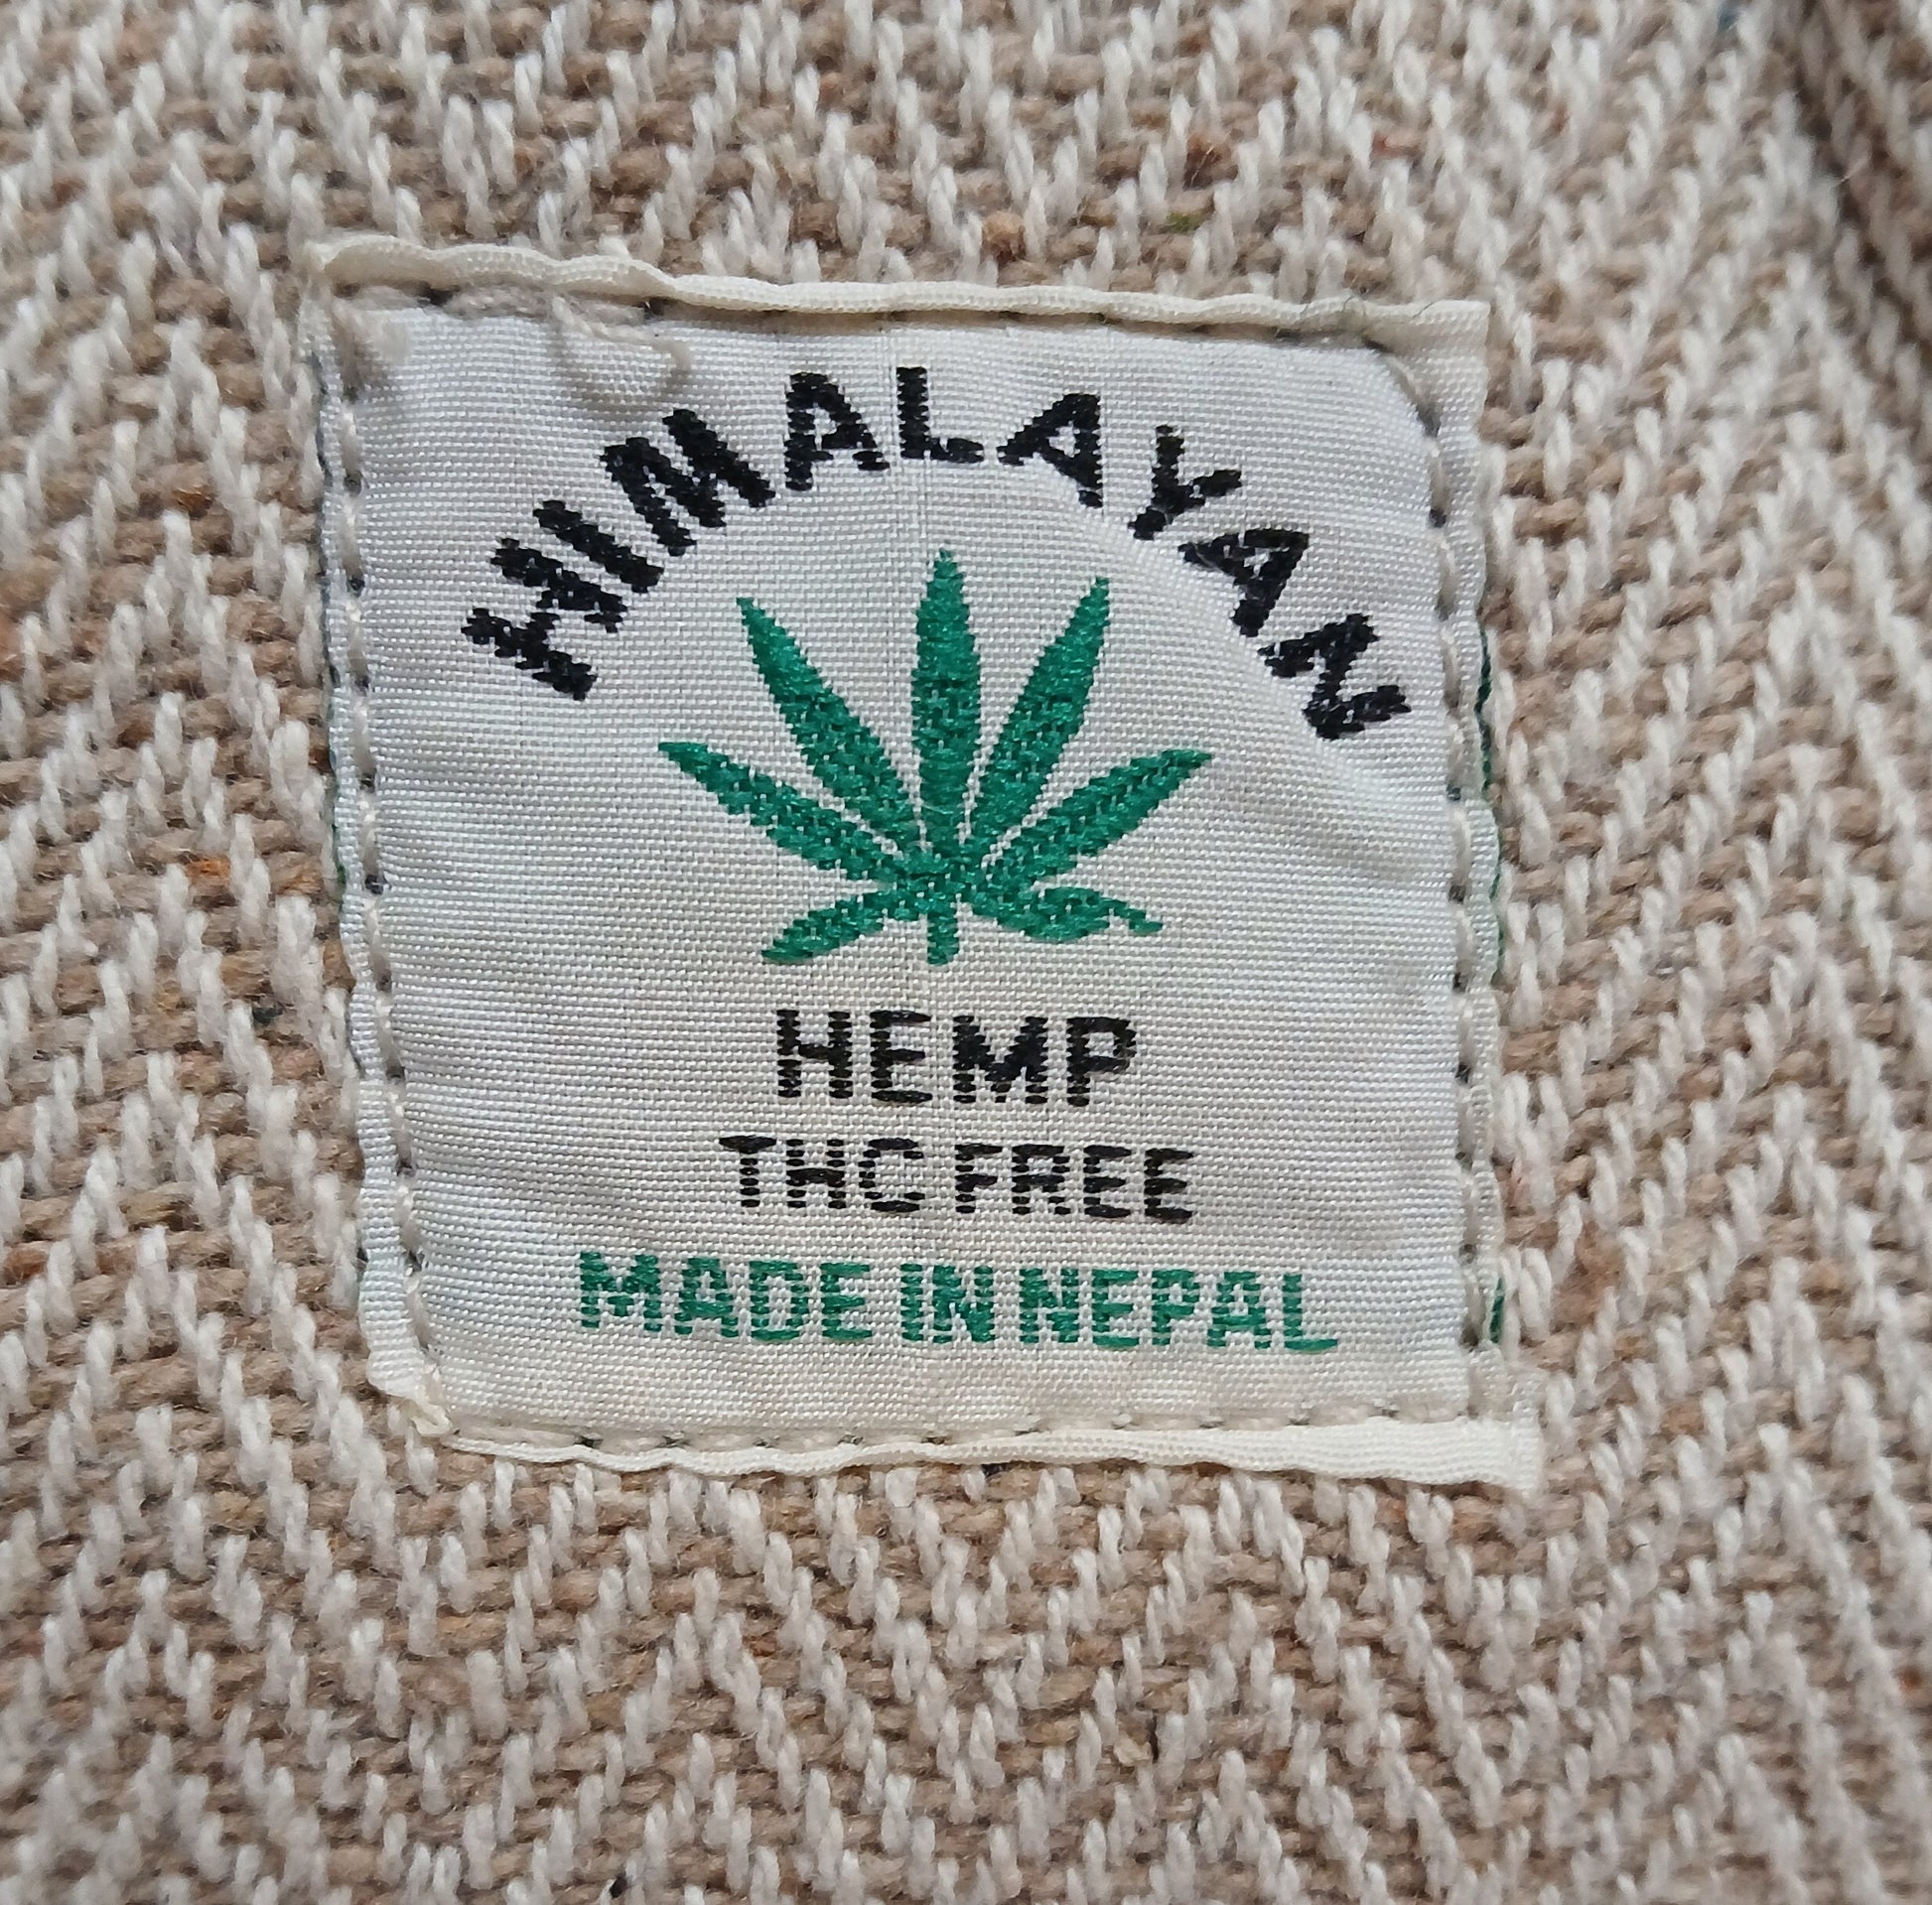 HIMALAYAN
HEMP
THC FREE
MADE IN NEPAL